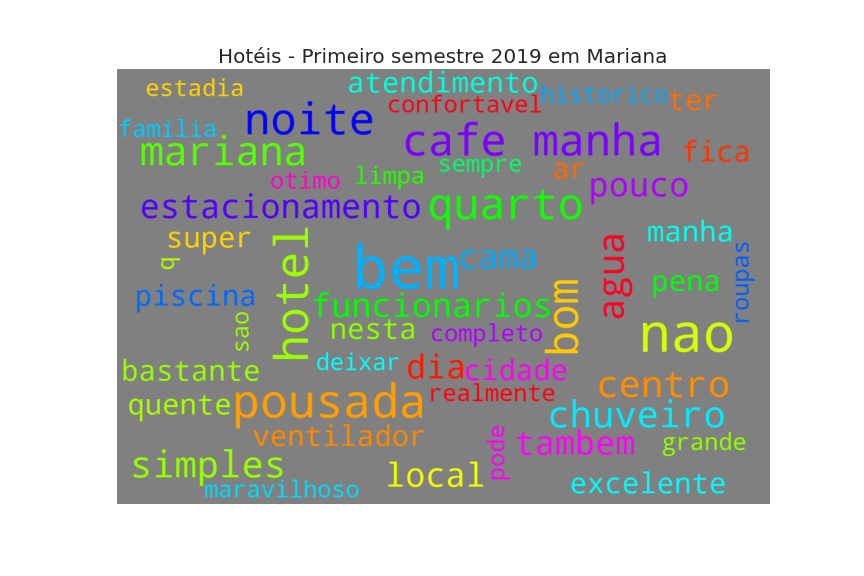 Hotéis - Primeiro semestre 2019 em Mariana
estadia
atendimento
historico
ter
confortavel
familia
noite
cafe manha
fica
mariana
sempre
ar
otimo
limpa
pouco
estacionamento
quarto
super
manha
q
hotel
bem
cama
agua
roupas
piscina
funcionarios
bom
pena
sao
nesta
completo
nao
bastante
deixar
dia
cidade
centro
quente
pousada
realmente
chuveiro
ventilador
pode
tambem
grande
simples
local
maravilhoso
excelente